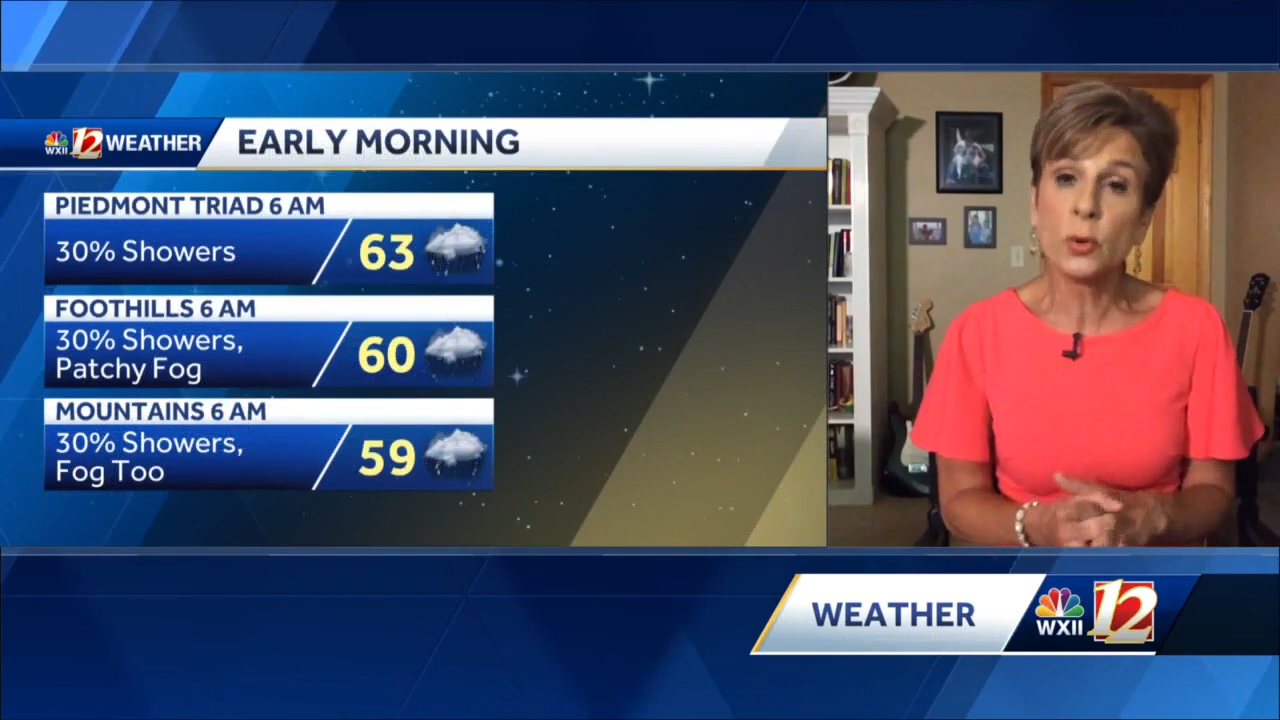 WXII 12 WEATHER
EARLY MORNING
PIEDMONT TRIAD 6 AM
30% Showers
63
FOOTHILLS 6 AM
30% Showers,
Patchy Fog
60
MOUNTAINS 6 AM
30% Showers,
Fog Too
59
WEATHER
WXII 12